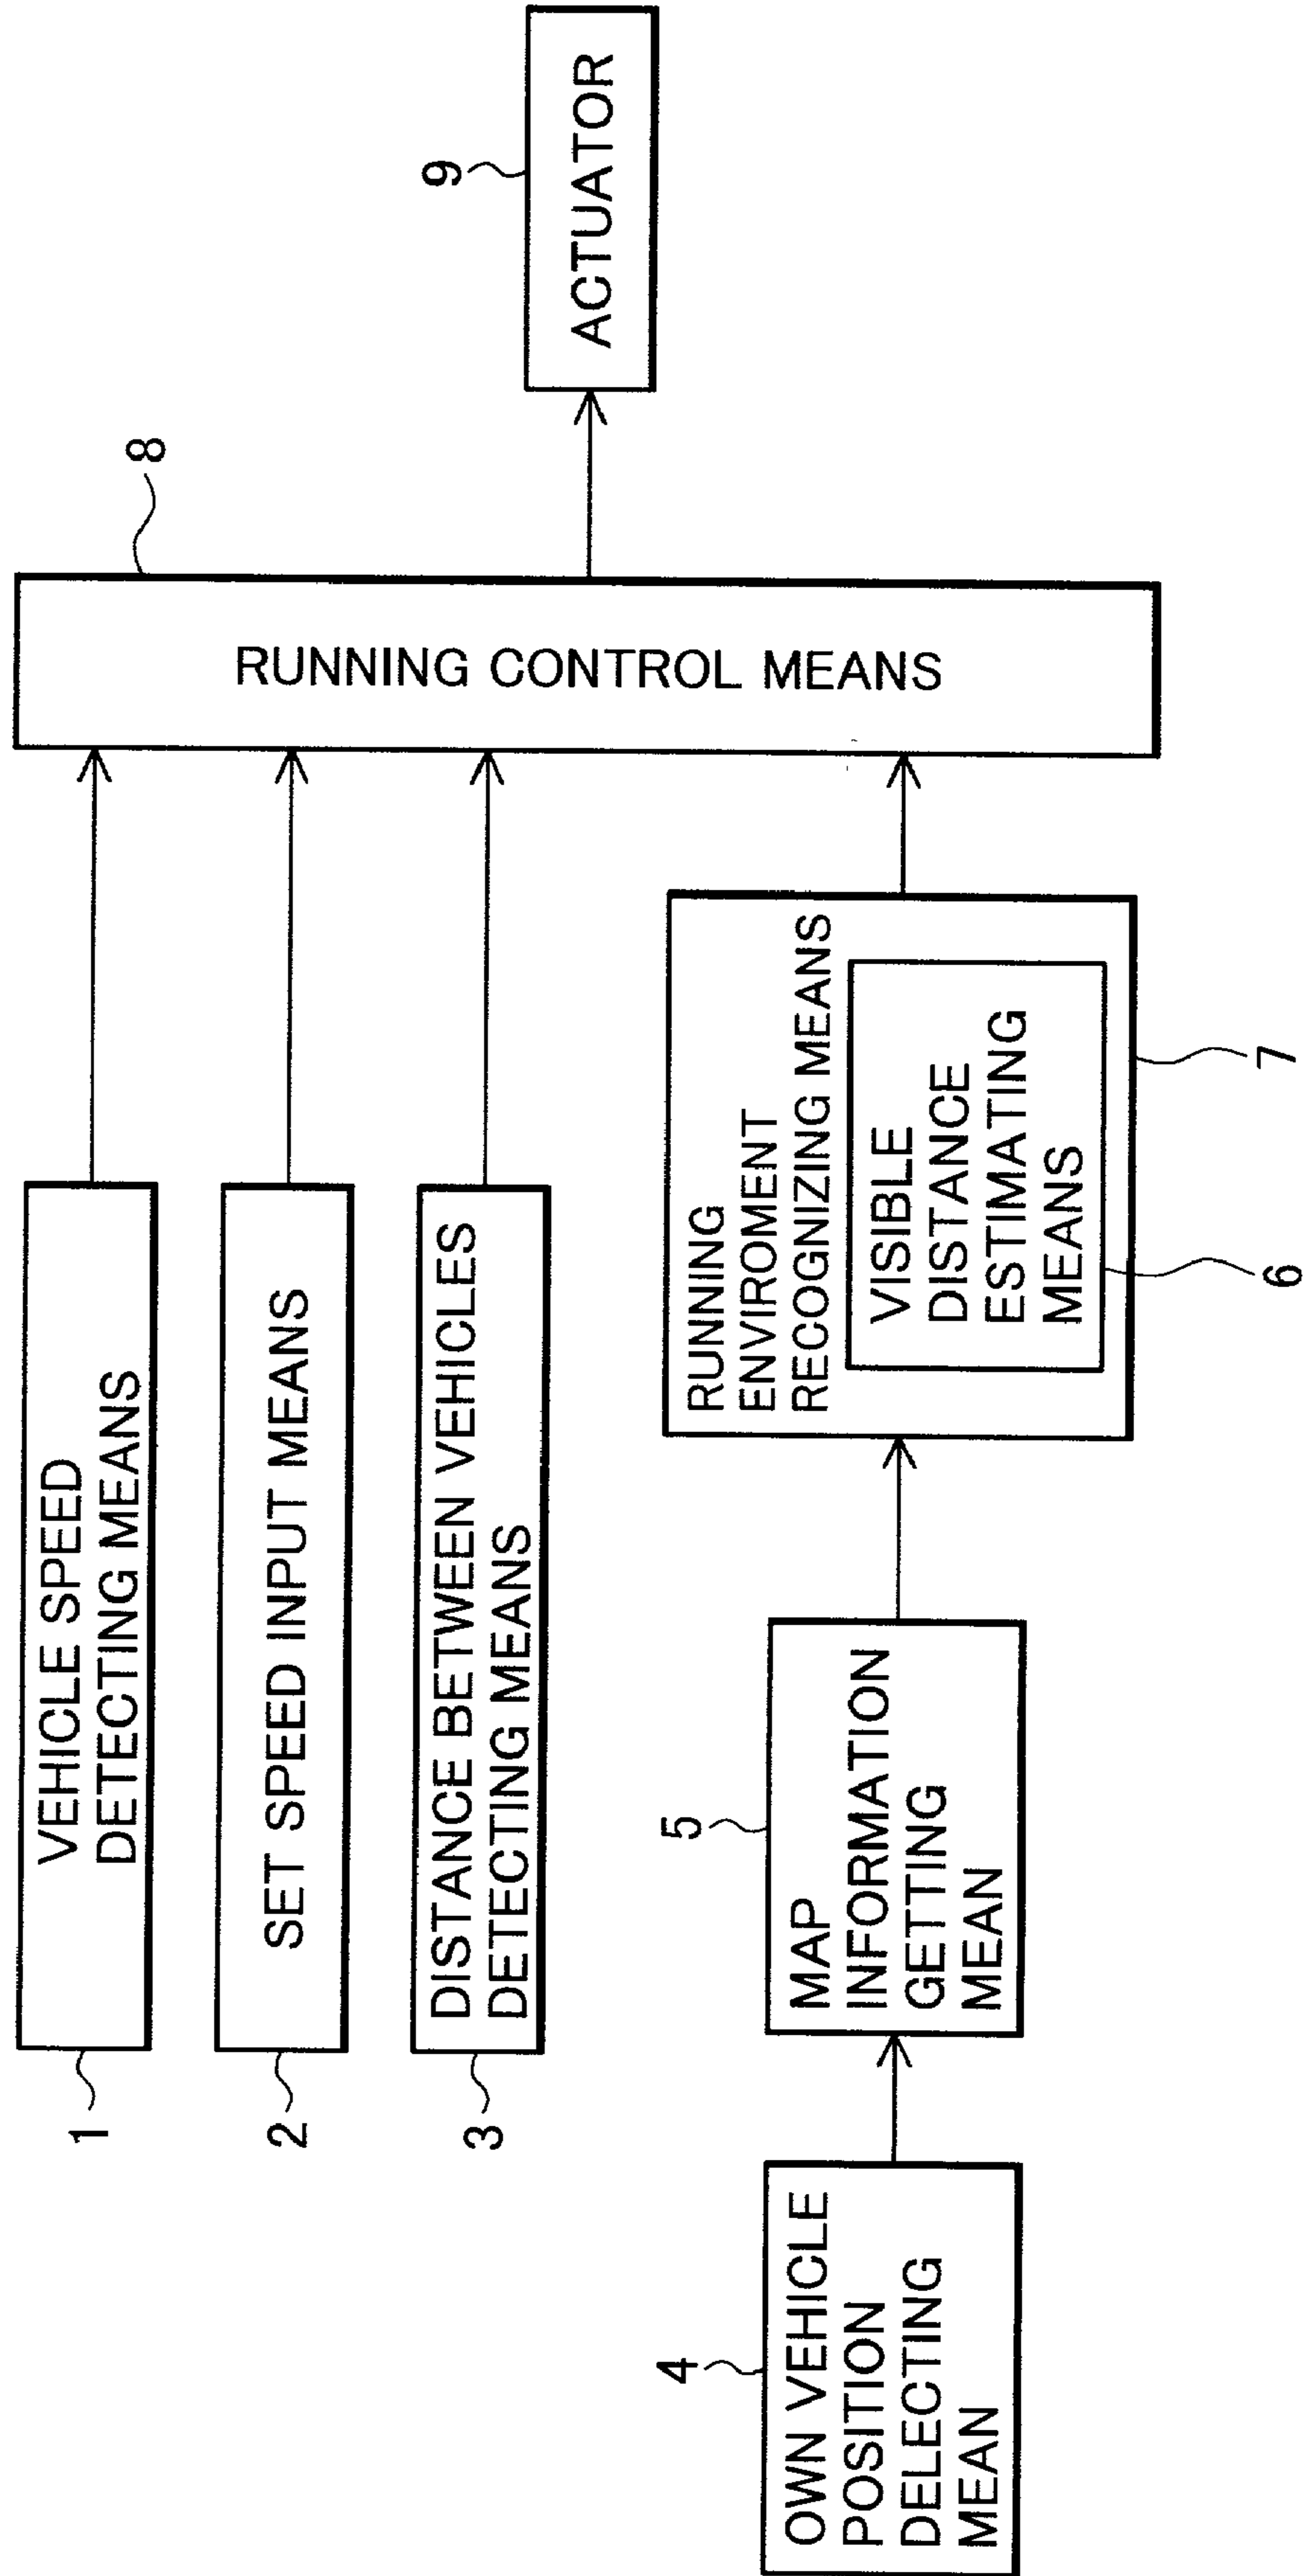 1
VEHICLE SPEED
DETECTING MEANS
2
SET SPEED INPUT MEANS
3
DISTANCE BETWEEN VEHICLES
DETECTING MEANS
4
OWN VEHICLE
POSITION
DELECTING
MEAN
5
MAP
INFORMATION
GETTING
MEAN
RUNNING
ENVIROMENT
RECOGNIZING MEANS
VISIBLE
DISTANCE
ESTIMATING
MEANS
6
7
8
RUNNING CONTROL MEANS
9
ACTUATOR